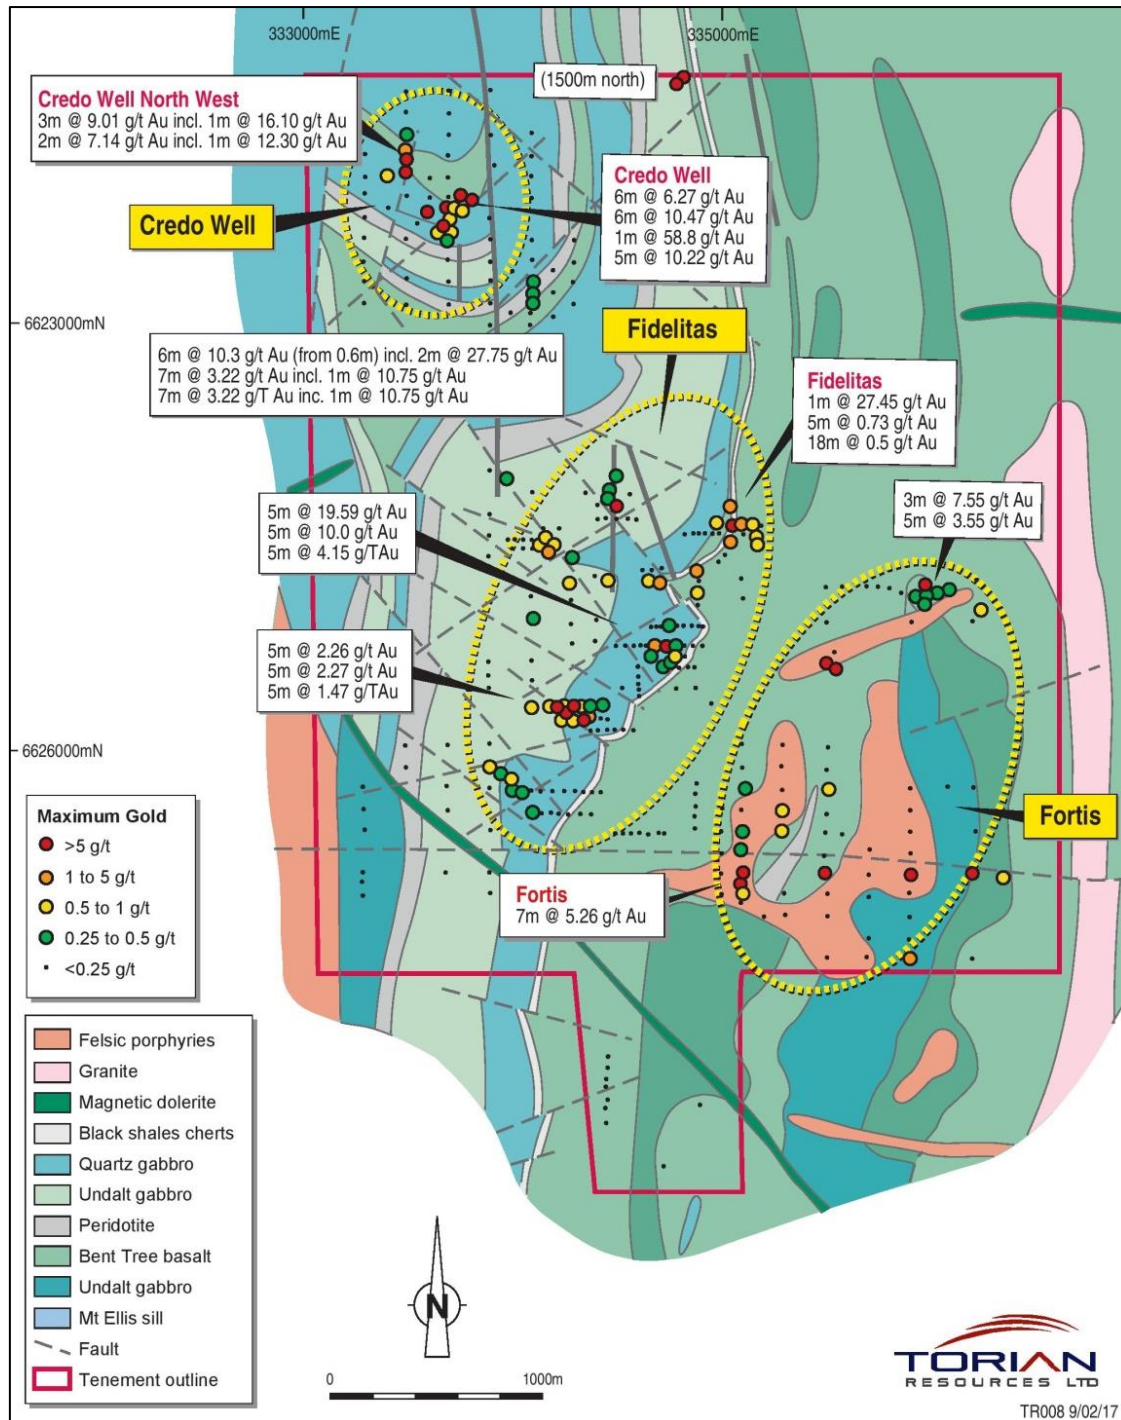 333000mE
335000mE
(1500m north)
Credo Well North West
3m @ 9.01 g/t Au incl. 1m @ 16.10 g/t Au
2m @ 7.14 g/t Au incl. 1m @ 12.30 g/t Au
Credo Well
6m @ 6.27 g/t Au
6m @ 10.47 g/t Au
1m @ 58.8 g/t Au
5m @ 10.22 g/t Au
Credo Well
6623000mN
Fidelitas
6m @ 10.3 g/t Au (from 0.6m) incl. 2m @ 27.75 g/t Au
7m @ 3.22 g/t Au incl. 1m @ 10.75 g/t Au
7m @ 3.22 g/T Au inc. 1m @ 10.75 g/t Au
Fidelitas
1m @ 27.45 g/t Au
5m @ 0.73 g/t Au
18m @ 0.5 g/t Au
3m @ 7.55 g/t Au
5m @ 3.55 g/t Au
5m @ 19.59 g/t Au
5m @ 10.0 g/t Au
5m @ 4.15 g/TAu
5m @ 2.26 g/t Au
5m @ 2.27 g/t Au
5m @ 1.47 g/TAu
6626000mN
Fortis
Fortis
7m @ 5.26 g/t Au
Maximum Gold
>5 g/t
1 to 5 g/t
0.5 to 1 g/t
0.25 to 0.5 g/t
<0.25 g/t
Felsic porphyries
Granite
Magnetic dolerite
Black shales cherts
Quartz gabbro
Undalt gabbro
Peridotite
Bent Tree basalt
Undalt gabbro
Mt Ellis sill
Fault
Tenement outline
N
0
1000m
TORIAN
RESOURCES LTD
TR008 9/02/17